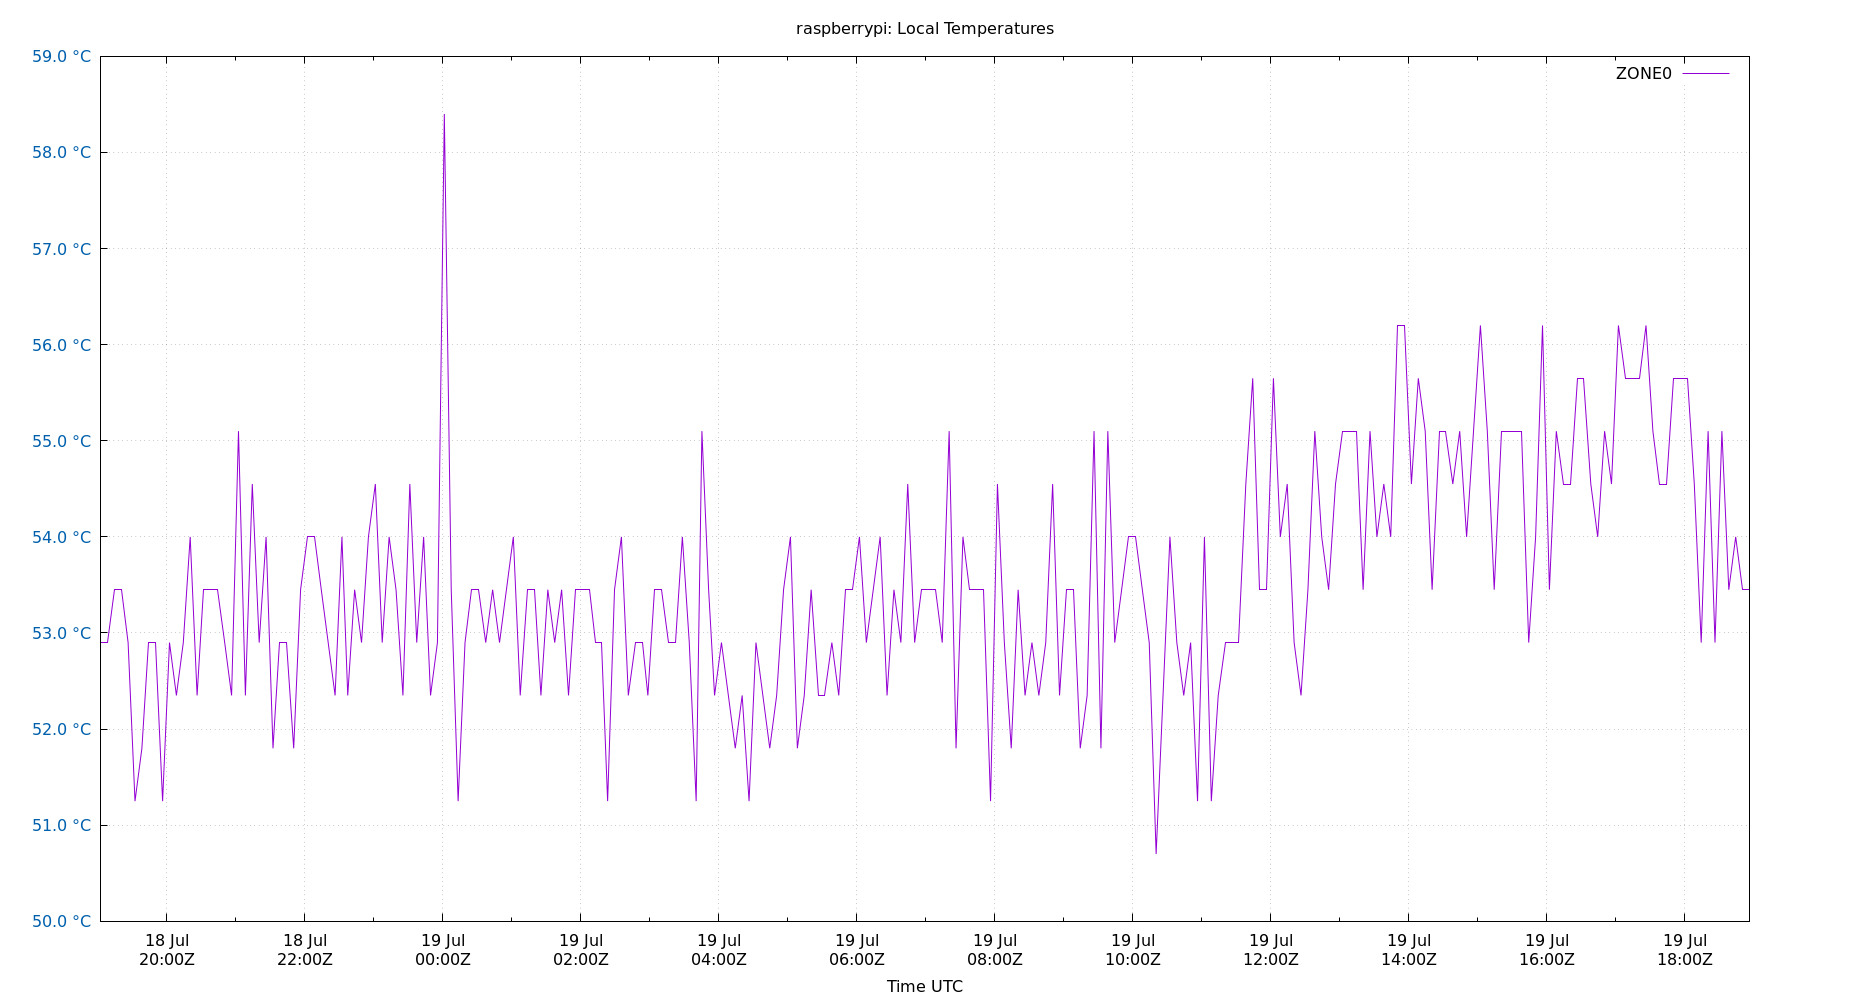 raspberrypi: Local Temperatures
59.0 °C
ZONE0
58.0 °C
57.0 °C
56.0 °C
55.0 °C
54.0 °C
53.0 °C
52.0 °C
51.0 °C
50.0 °C
18 Jul 18 Jul 19 Jul 19 Jul 19 Jul 19 Jul 19 Jul 19 Jul 19 Jul 19 Jul 19 Jul 19 Jul
20:00Z 22:00Z 00:00Z 02:00Z 04:00Z 06:00Z 08:00Z 10:00Z 12:00Z 14:00Z 16:00Z 18:00Z
Time UTC